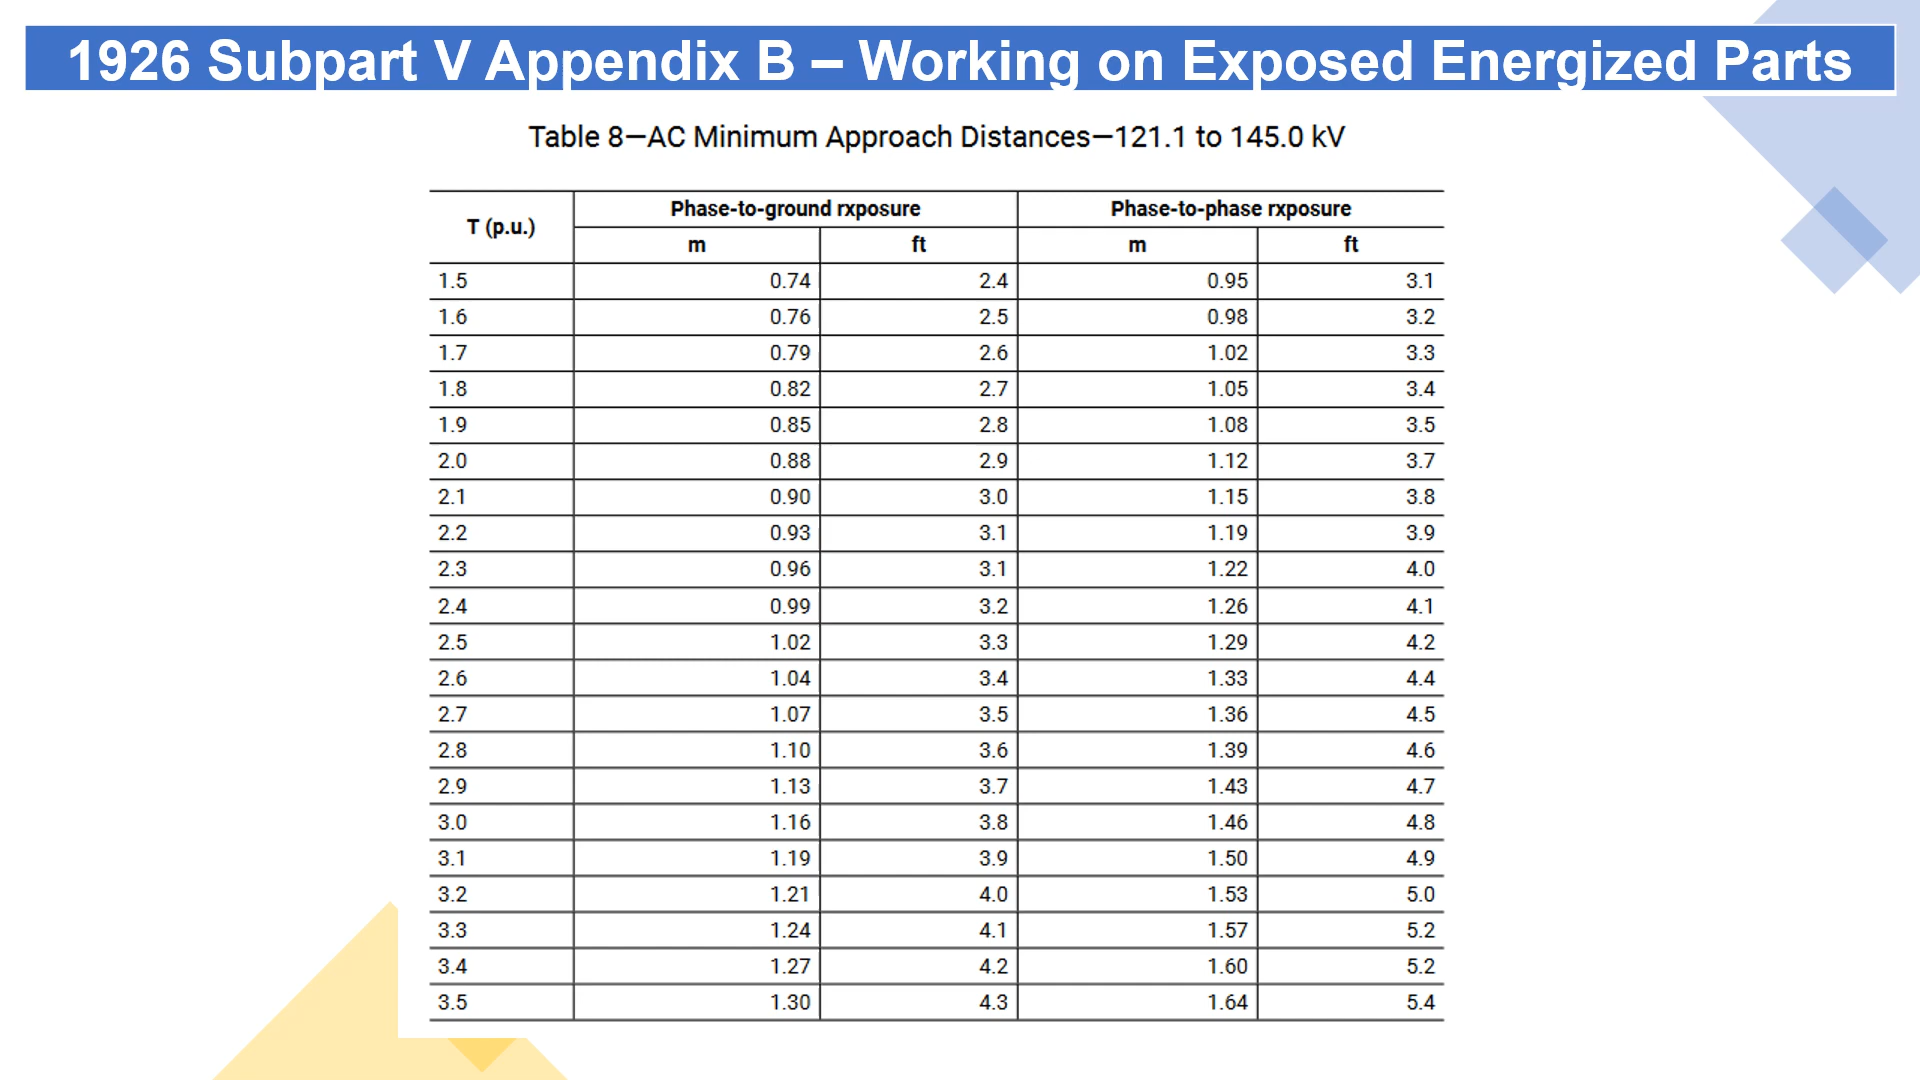 1926 Subpart V Appendix B – Working on Exposed Energized Parts
Table 8—AC Minimum Approach Distances—121.1 to 145.0 kV
T (p.u.) Phase-to-ground rxposure Phase-to-phase rxposure
m ft m ft
1.5 0.74 2.4 0.95 3.1
1.6 0.76 2.5 0.98 3.2
1.7 0.79 2.6 1.02 3.3
1.8 0.82 2.7 1.05 3.4
1.9 0.85 2.8 1.08 3.5
2.0 0.88 2.9 1.12 3.7
2.1 0.90 3.0 1.15 3.8
2.2 0.93 3.1 1.19 3.9
2.3 0.96 3.1 1.22 4.0
2.4 0.99 3.2 1.26 4.1
2.5 1.02 3.3 1.29 4.2
2.6 1.04 3.4 1.33 4.4
2.7 1.07 3.5 1.36 4.5
2.8 1.10 3.6 1.39 4.6
2.9 1.13 3.7 1.43 4.7
3.0 1.16 3.8 1.46 4.8
3.1 1.19 3.9 1.50 4.9
3.2 1.21 4.0 1.53 5.0
3.3 1.24 4.1 1.57 5.2
3.4 1.27 4.2 1.60 5.2
3.5 1.30 4.3 1.64 5.4